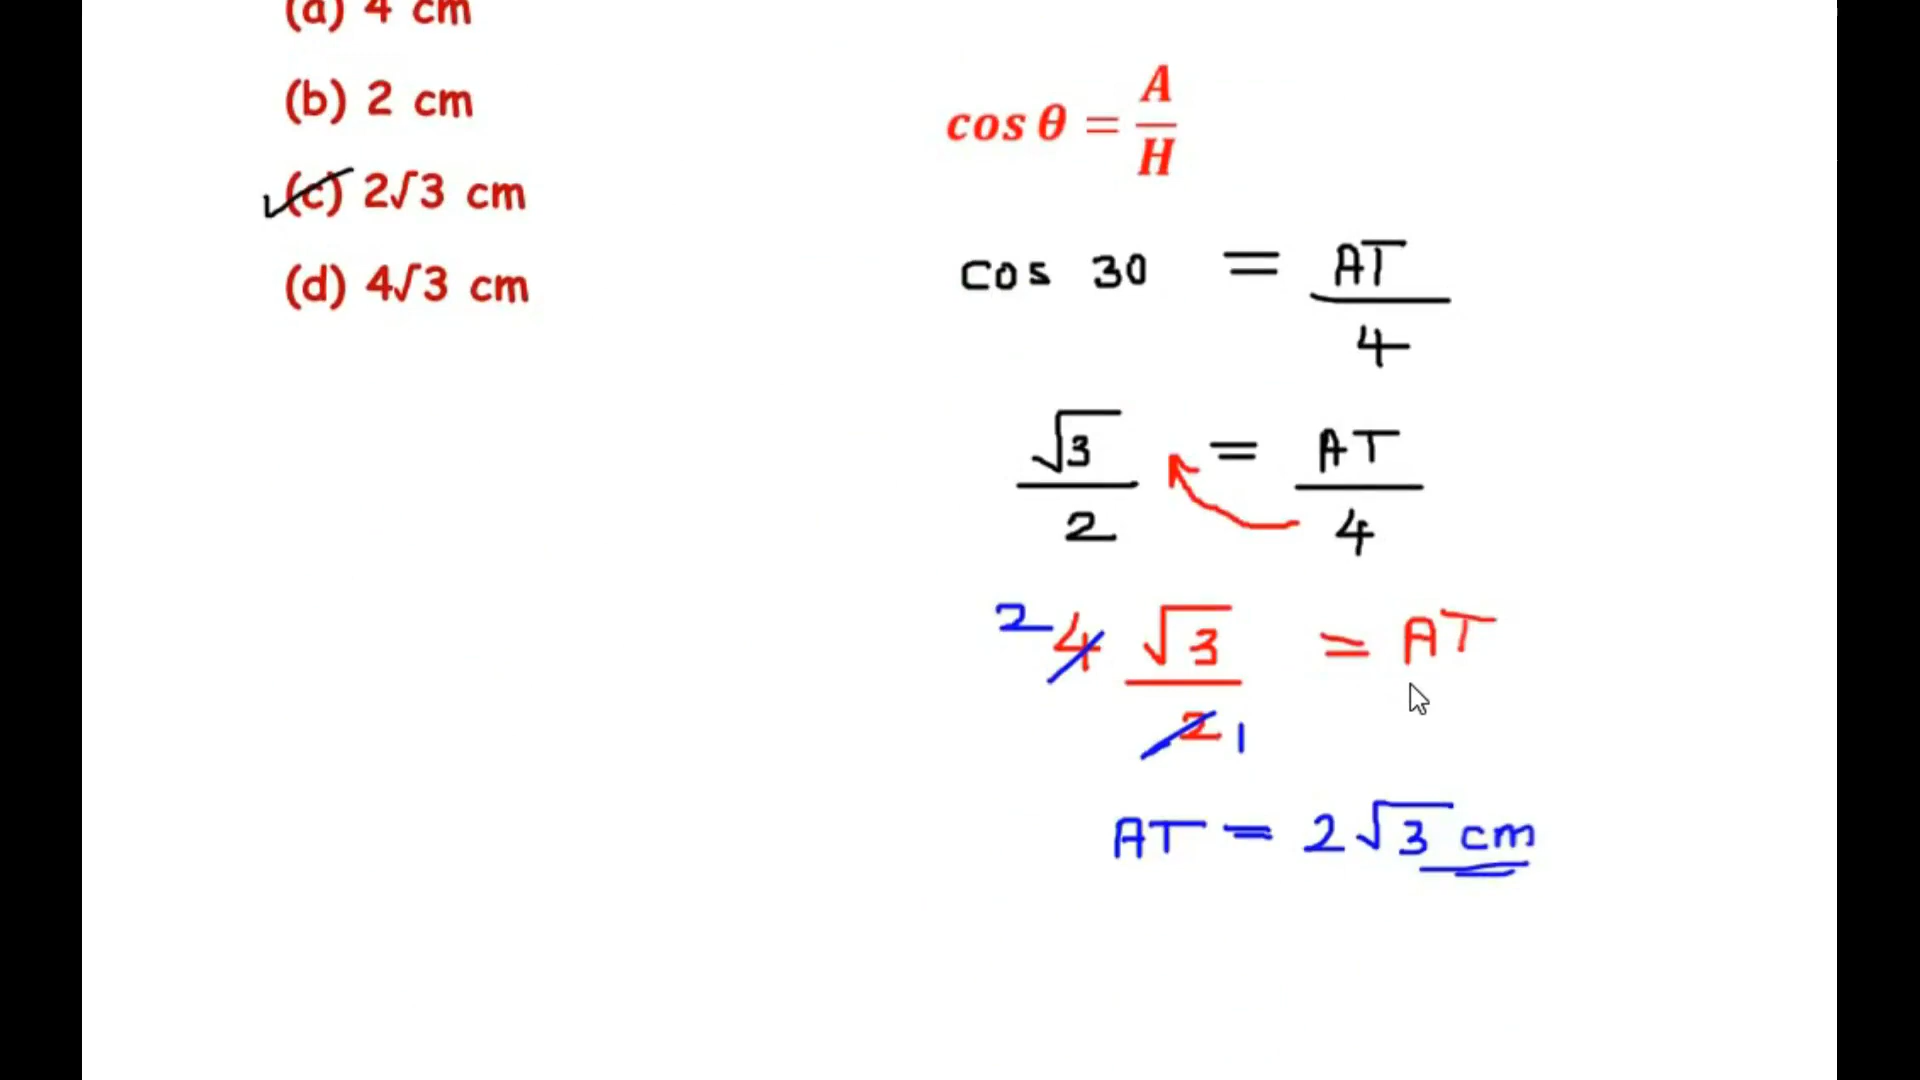 (a) 4 cm
(b) 2 cm
(c) 2√3 cm
(d) 4√3 cm
cos θ = A/H
cos 30 = AT/4
√3/2 = AT/4
2 4 √3/2 1 = AT
AT = 2√3 cm